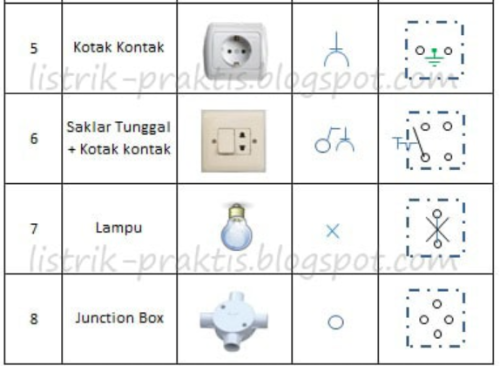 5 Kotak Kontak
listrik-praktis.blogspot.com
6 Saklar Tunggal
+ Kotak kontak
7 Lampu
listrik-praktis.blogspot.com
8 Junction Box